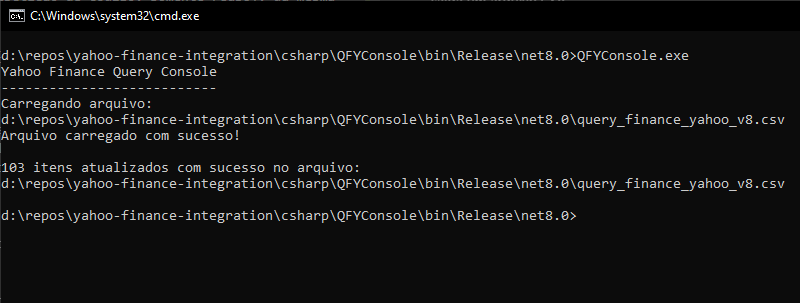 C:\Windows\system32\cmd.exe
d:\repos\yahoo-finance-integration\csharp\QFYConsole\bin\Release\net8.0>QFYConsole.exe
Yahoo Finance Query Console
---------------------------
Carregando arquivo:
d:\repos\yahoo-finance-integration\csharp\QFYConsole\bin\Release\net8.0\query_finance_yahoo_v8.csv
Arquivo carregado com sucesso!
103 itens atualizados com sucesso no arquivo:
d:\repos\yahoo-finance-integration\csharp\QFYConsole\bin\Release\net8.0\query_finance_yahoo_v8.csv
d:\repos\yahoo-finance-integration\csharp\QFYConsole\bin\Release\net8.0>